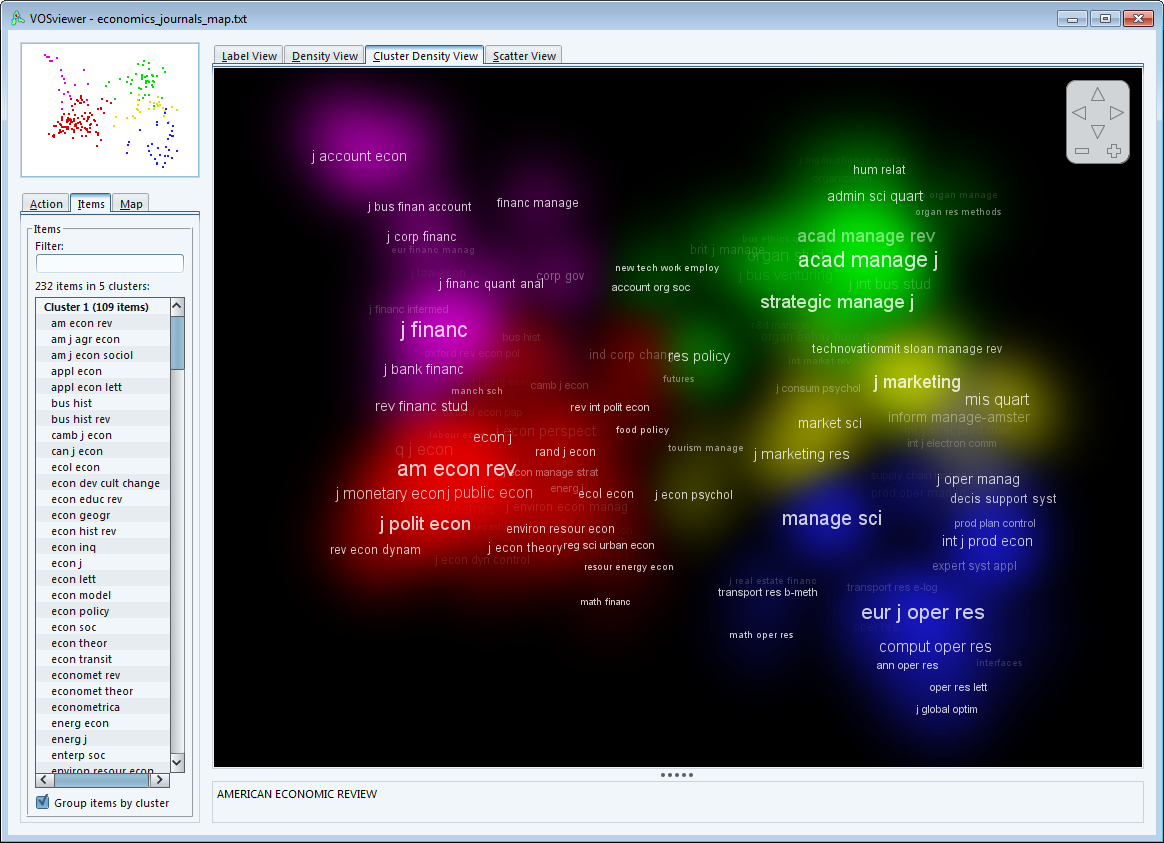 VOSviewer - economics_journals_map.txt
Label View
Density View
Cluster Density View
Scatter View
Action
Items
Map
Items
Filter:
232 items in 5 clusters:
Cluster 1 (109 items)
am econ rev
am j agr econ
am j econ sociol
appl econ
appl econ lett
bus hist
bus hist rev
camb j econ
can j econ
ecol econ
econ dev cult change
econ educ rev
econ geogr
econ hist rev
econ inq
econ j
econ lett
econ model
econ policy
econ soc
econ theor
econ transit
economet rev
economet theor
econometrica
energ econ
energ j
enterp soc
environ resour econ
Group items by cluster
j account econ
hum relat
admin sci quart
organ manage
j bus finan account
financ manage
organ res methods
j corp financ
acad manage rev
eur financ manag
brit j manage
acad manage j
new tech work employ
corp gov
j bus venturing
j financ quant anal
account org soc
j int bus stud
strategic manage j
j financ intermed
j financ
bus hist
technovation
mit sloan manage rev
ind corp change
res policy
int market rev
oxford rev econ pol
j bank financ
futures
j marketing
camb j econ
j consum psychol
manch sch
mis quart
rev financ stud
rev int polit econ
inform manage-amster
market sci
food policy
econ perspect
econ j
int j electron comm
q j econ
rand j econ
tourism manage
j marketing res
am econ rev
econ manage strat
j oper manag
energ j
j monetary econ
j public econ
ecol econ
j econ psychol
decis support syst
j environ econ manag
manage sci
j polit econ
environ resour econ
prod plan control
int j prod econ
rev econ dynam
j econ theory
reg sci urban econ
j econ dyn control
resour energy econ
expert syst appl
j real estate financ
transport res e-log
transport res b-meth
math financ
eur j oper res
math oper res
comput oper res
ann oper res
interfaces
oper res lett
j global optim
AMERICAN ECONOMIC REVIEW